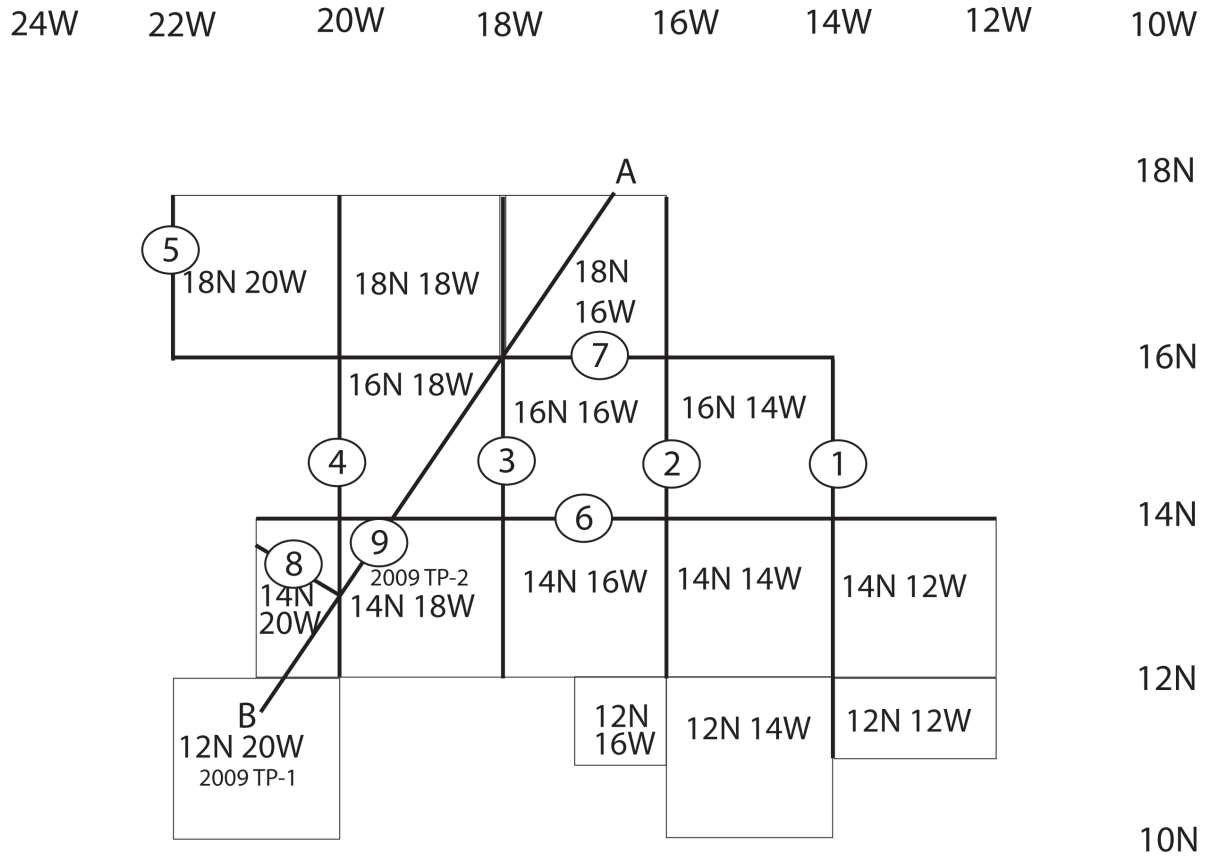 24W 22W 20W 18W 16W 14W 12W 10W
A
18N
5
18N 20W
18N 18W
18N
16W
7
16N
16N 18W
16N 16W
16N 14W
4
3
2
1
6
14N
9
8
2009 TP-2
14N
20W
14N 18W
14N 16W
14N 14W
14N 12W
12N
B
12N 20W
2009 TP-1
12N
16W
12N 14W
12N 12W
10N